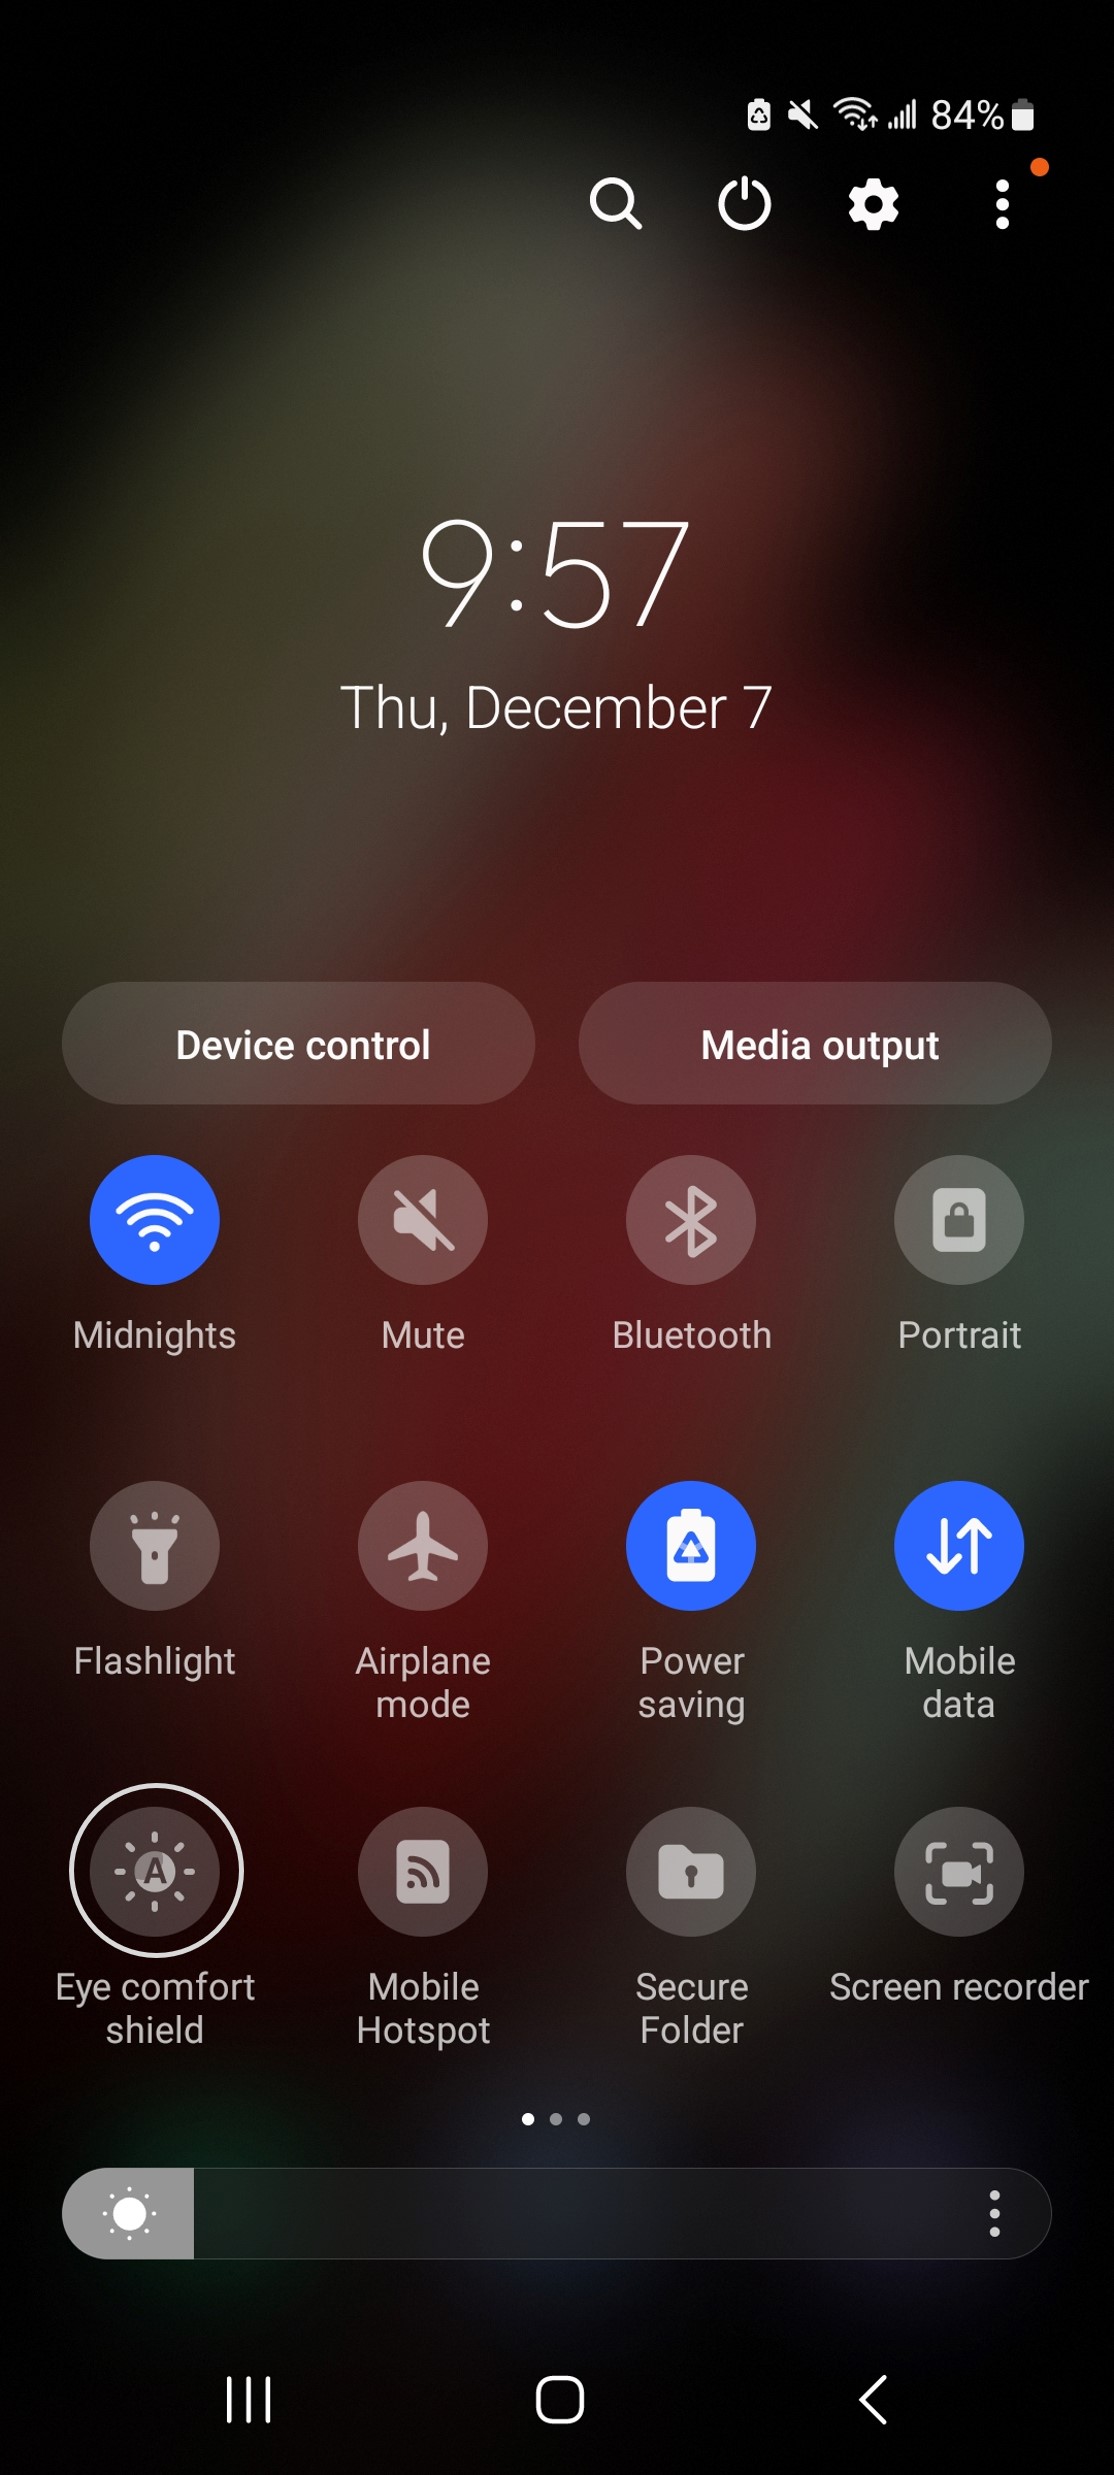 84%
9:57
Thu, December 7
Device control
Media output
Midnights
Mute
Bluetooth
Portrait
Flashlight
Airplane
mode
Power
saving
Mobile
data
A
Eye comfort
shield
Mobile
Hotspot
Secure
Folder
Screen recorder